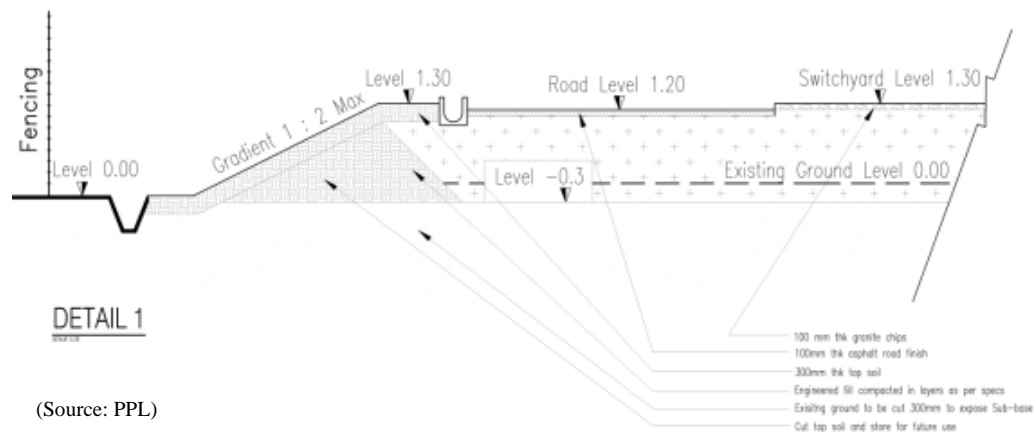 Fencing
Level 0.00
Gradient 1 : 2 Max
Level 1.30
Road Level 1.20
Switchyard Level 1.30
Level -0.3
Existing Ground Level 0.00
DETAIL 1
100 mm thk granite chips
100mm thk asphalt road finish
300mm thk top soil
Engineered fill compacted in layers as per specs
Exisitng ground to be cut 300mm to expose Sub-base
Cut top soil and store for future use
(Source: PPL)